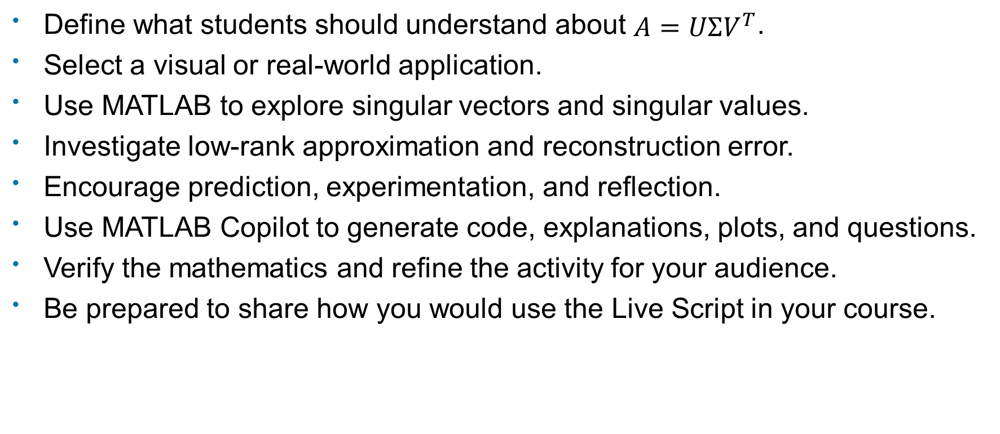 • Define what students should understand about A = UΣVᵀ.
• Select a visual or real-world application.
• Use MATLAB to explore singular vectors and singular values.
• Investigate low-rank approximation and reconstruction error.
• Encourage prediction, experimentation, and reflection.
• Use MATLAB Copilot to generate code, explanations, plots, and questions.
• Verify the mathematics and refine the activity for your audience.
• Be prepared to share how you would use the Live Script in your course.